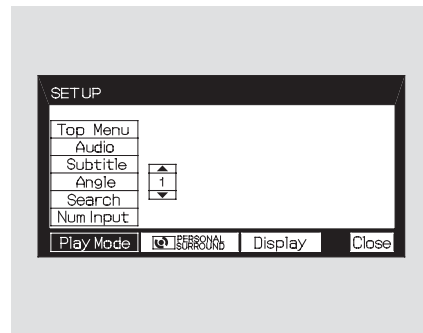 SETUP
Top Menu
Audio
Subtitle
Angle
1
Search
Num Input
Play Mode PERSONAL SURROUND Display Close